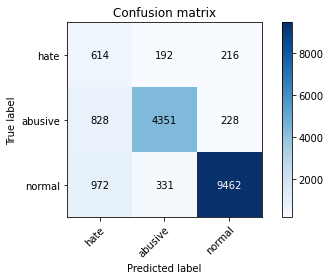 Confusion matrix
hate 614 192 216
abusive 828 4351 228
normal 972 331 9462
hate abusive normal
True label
Predicted label
8000
6000
4000
2000